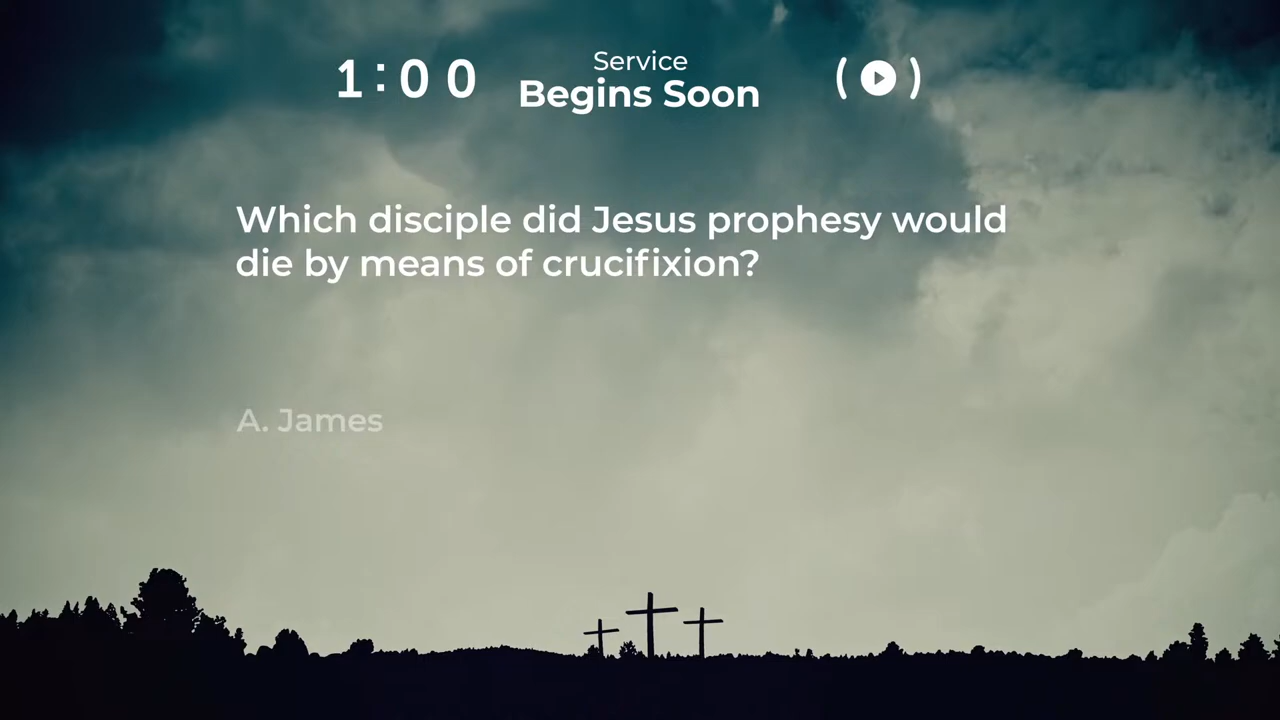 1:00
Service
Begins Soon
Which disciple did Jesus prophesy would
die by means of crucifixion?
A. James